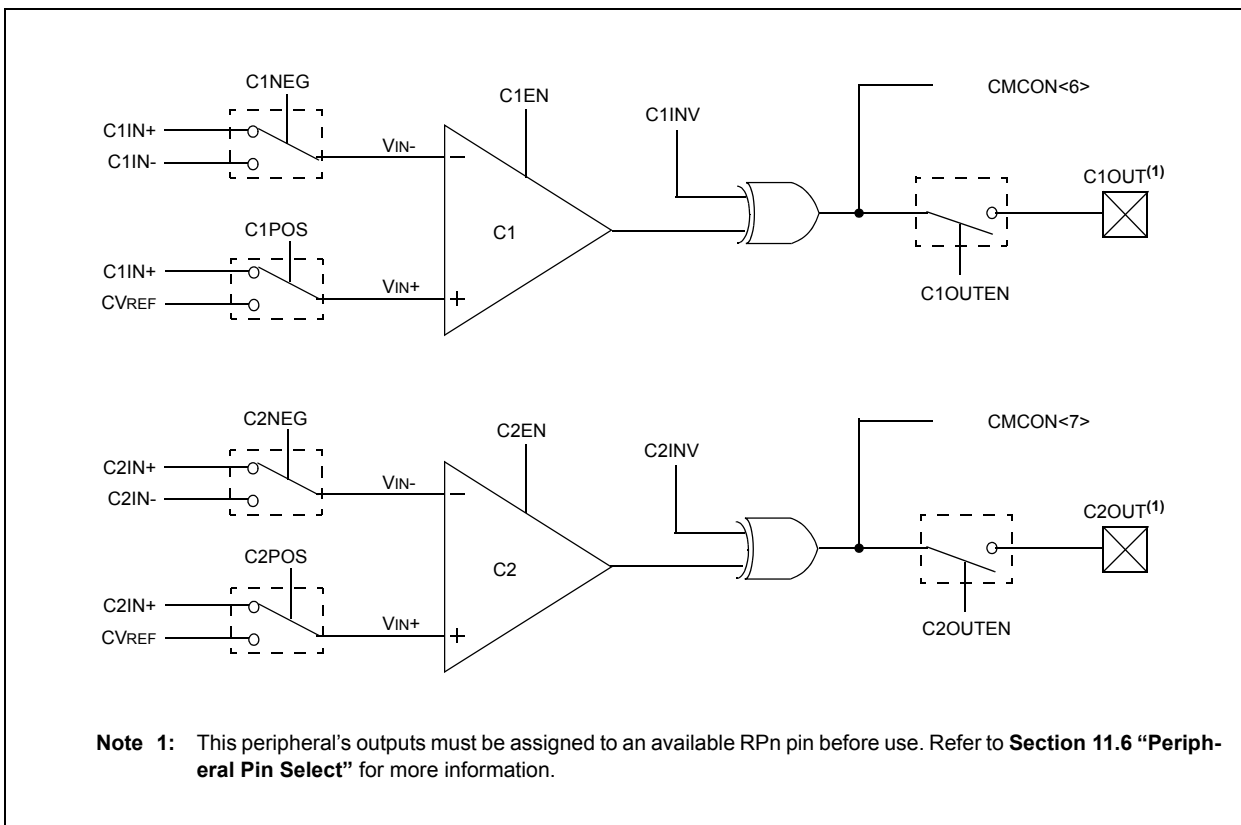 C1NEG
C1EN
C1INV
CMCON<6>
C1IN+
C1IN-
VIN-
−
C1OUT(1)
C1POS
C1
C1IN+
CVREF
VIN+
+
C1OUTEN
C2NEG
C2EN
C2INV
CMCON<7>
C2IN+
C2IN-
VIN-
−
C2OUT(1)
C2POS
C2
C2IN+
CVREF
VIN+
+
C2OUTEN
Note 1: This peripheral’s outputs must be assigned to an available RPn pin before use. Refer to Section 11.6 “Periph-
eral Pin Select” for more information.